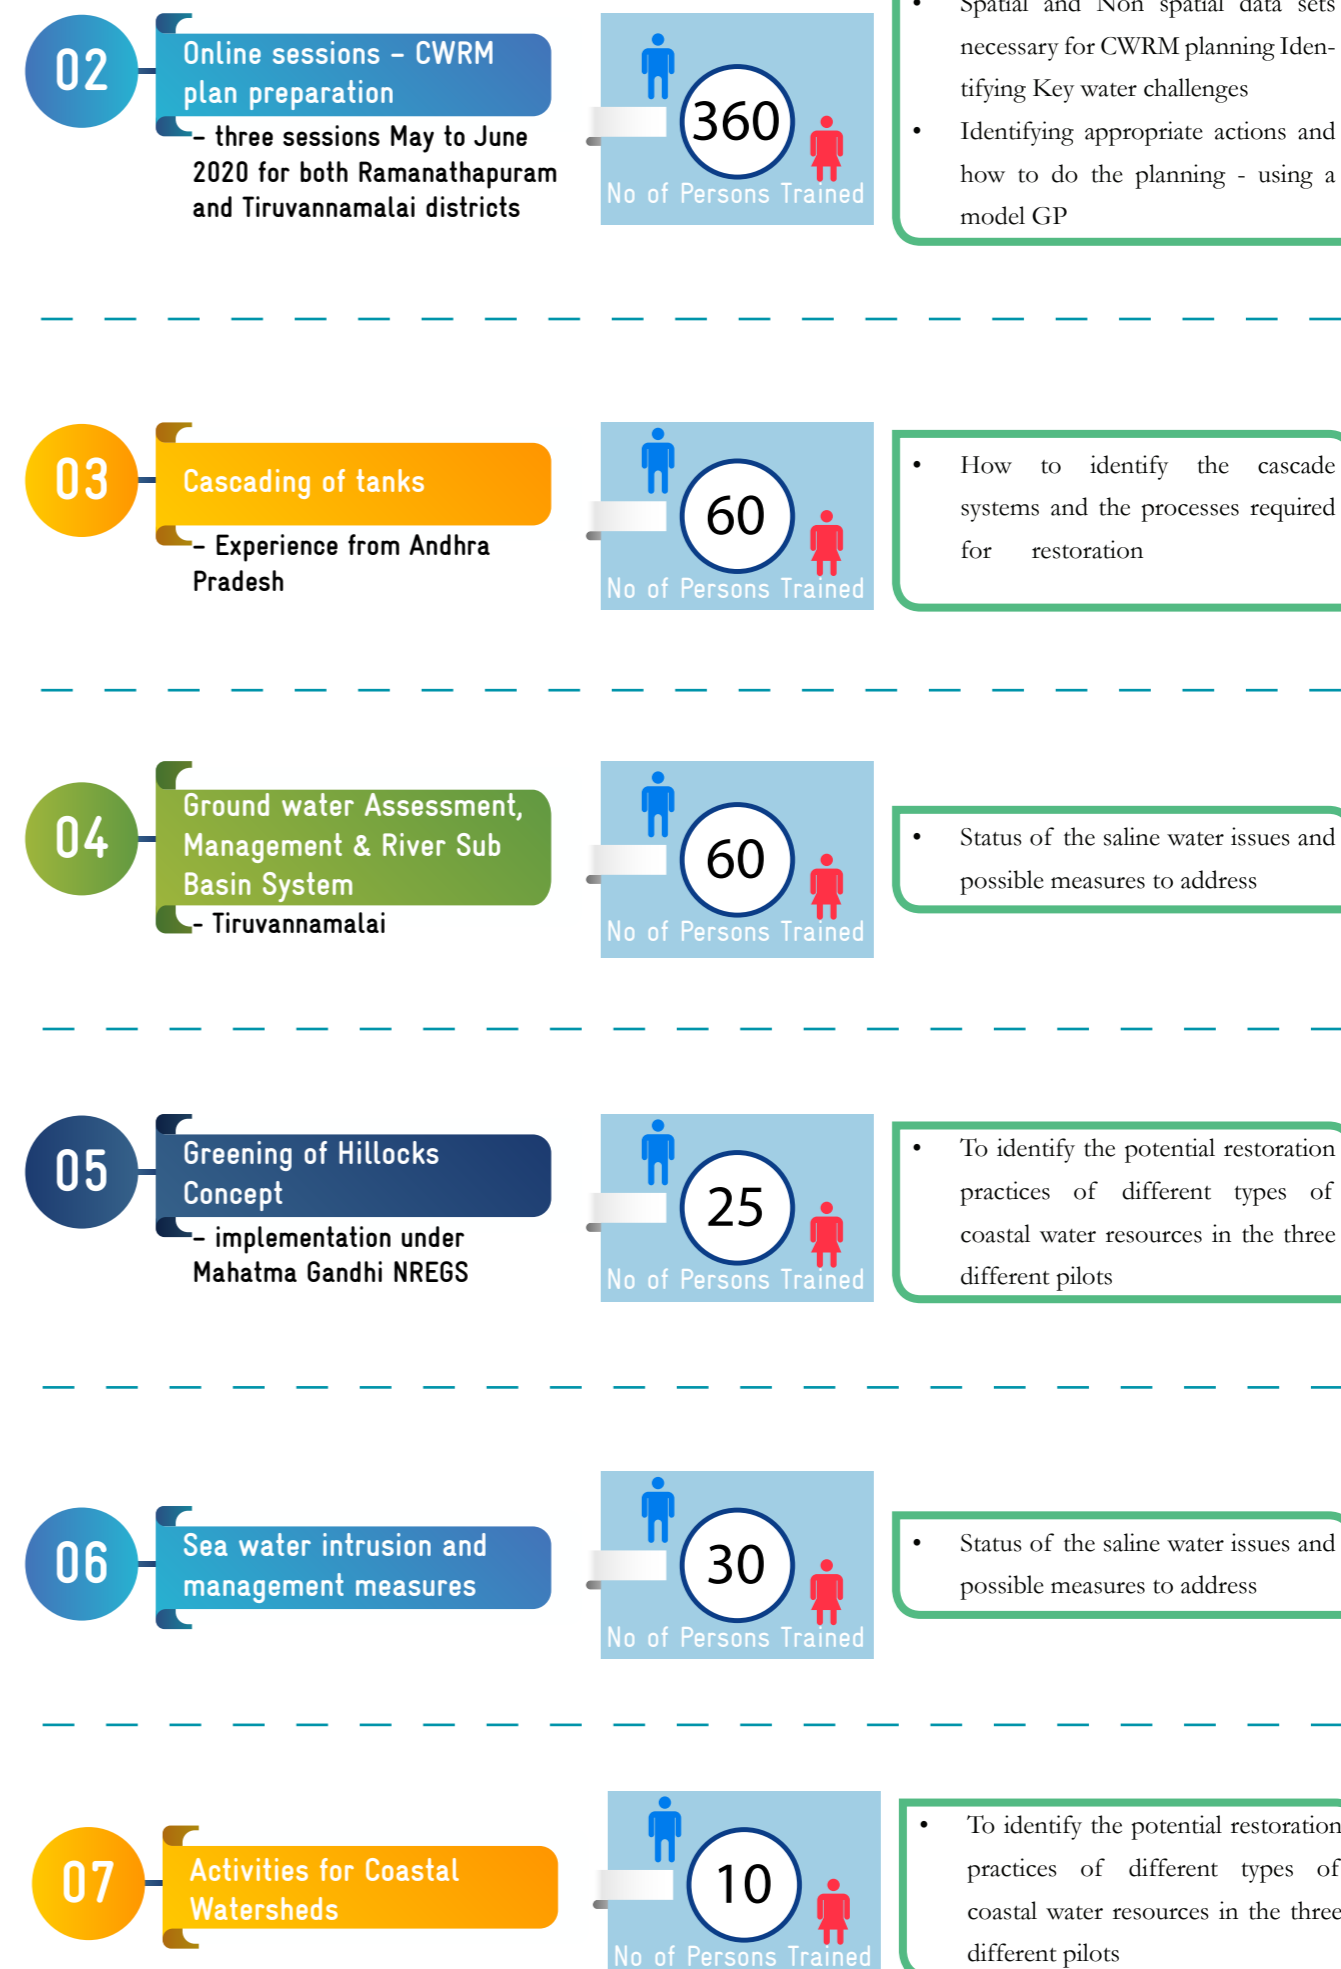 02
Online sessions – CWRM
plan preparation
– three sessions May to June
2020 for both Ramanathapuram
and Tiruvannamalai districts
360
No of Persons Trained
• Spatial and Non spatial data sets
necessary for CWRM planning Iden-
tifying Key water challenges
• Identifying appropriate actions and
how to do the planning - using a
model GP
03
Cascading of tanks
– Experience from Andhra
Pradesh
60
No of Persons Trained
• How to identify the cascade
systems and the processes required
for restoration
04
Ground water Assessment,
Management & River Sub
Basin System
– Tiruvannamalai
60
No of Persons Trained
• Status of the saline water issues and
possible measures to address
05
Greening of Hillocks
Concept
– implementation under
Mahatma Gandhi NREGS
25
No of Persons Trained
• To identify the potential restoration
practices of different types of
coastal water resources in the three
different pilots
06
Sea water intrusion and
management measures
30
No of Persons Trained
• Status of the saline water issues and
possible measures to address
07
Activities for Coastal
Watersheds
10
No of Persons Trained
• To identify the potential restoration
practices of different types of
coastal water resources in the three
different pilots